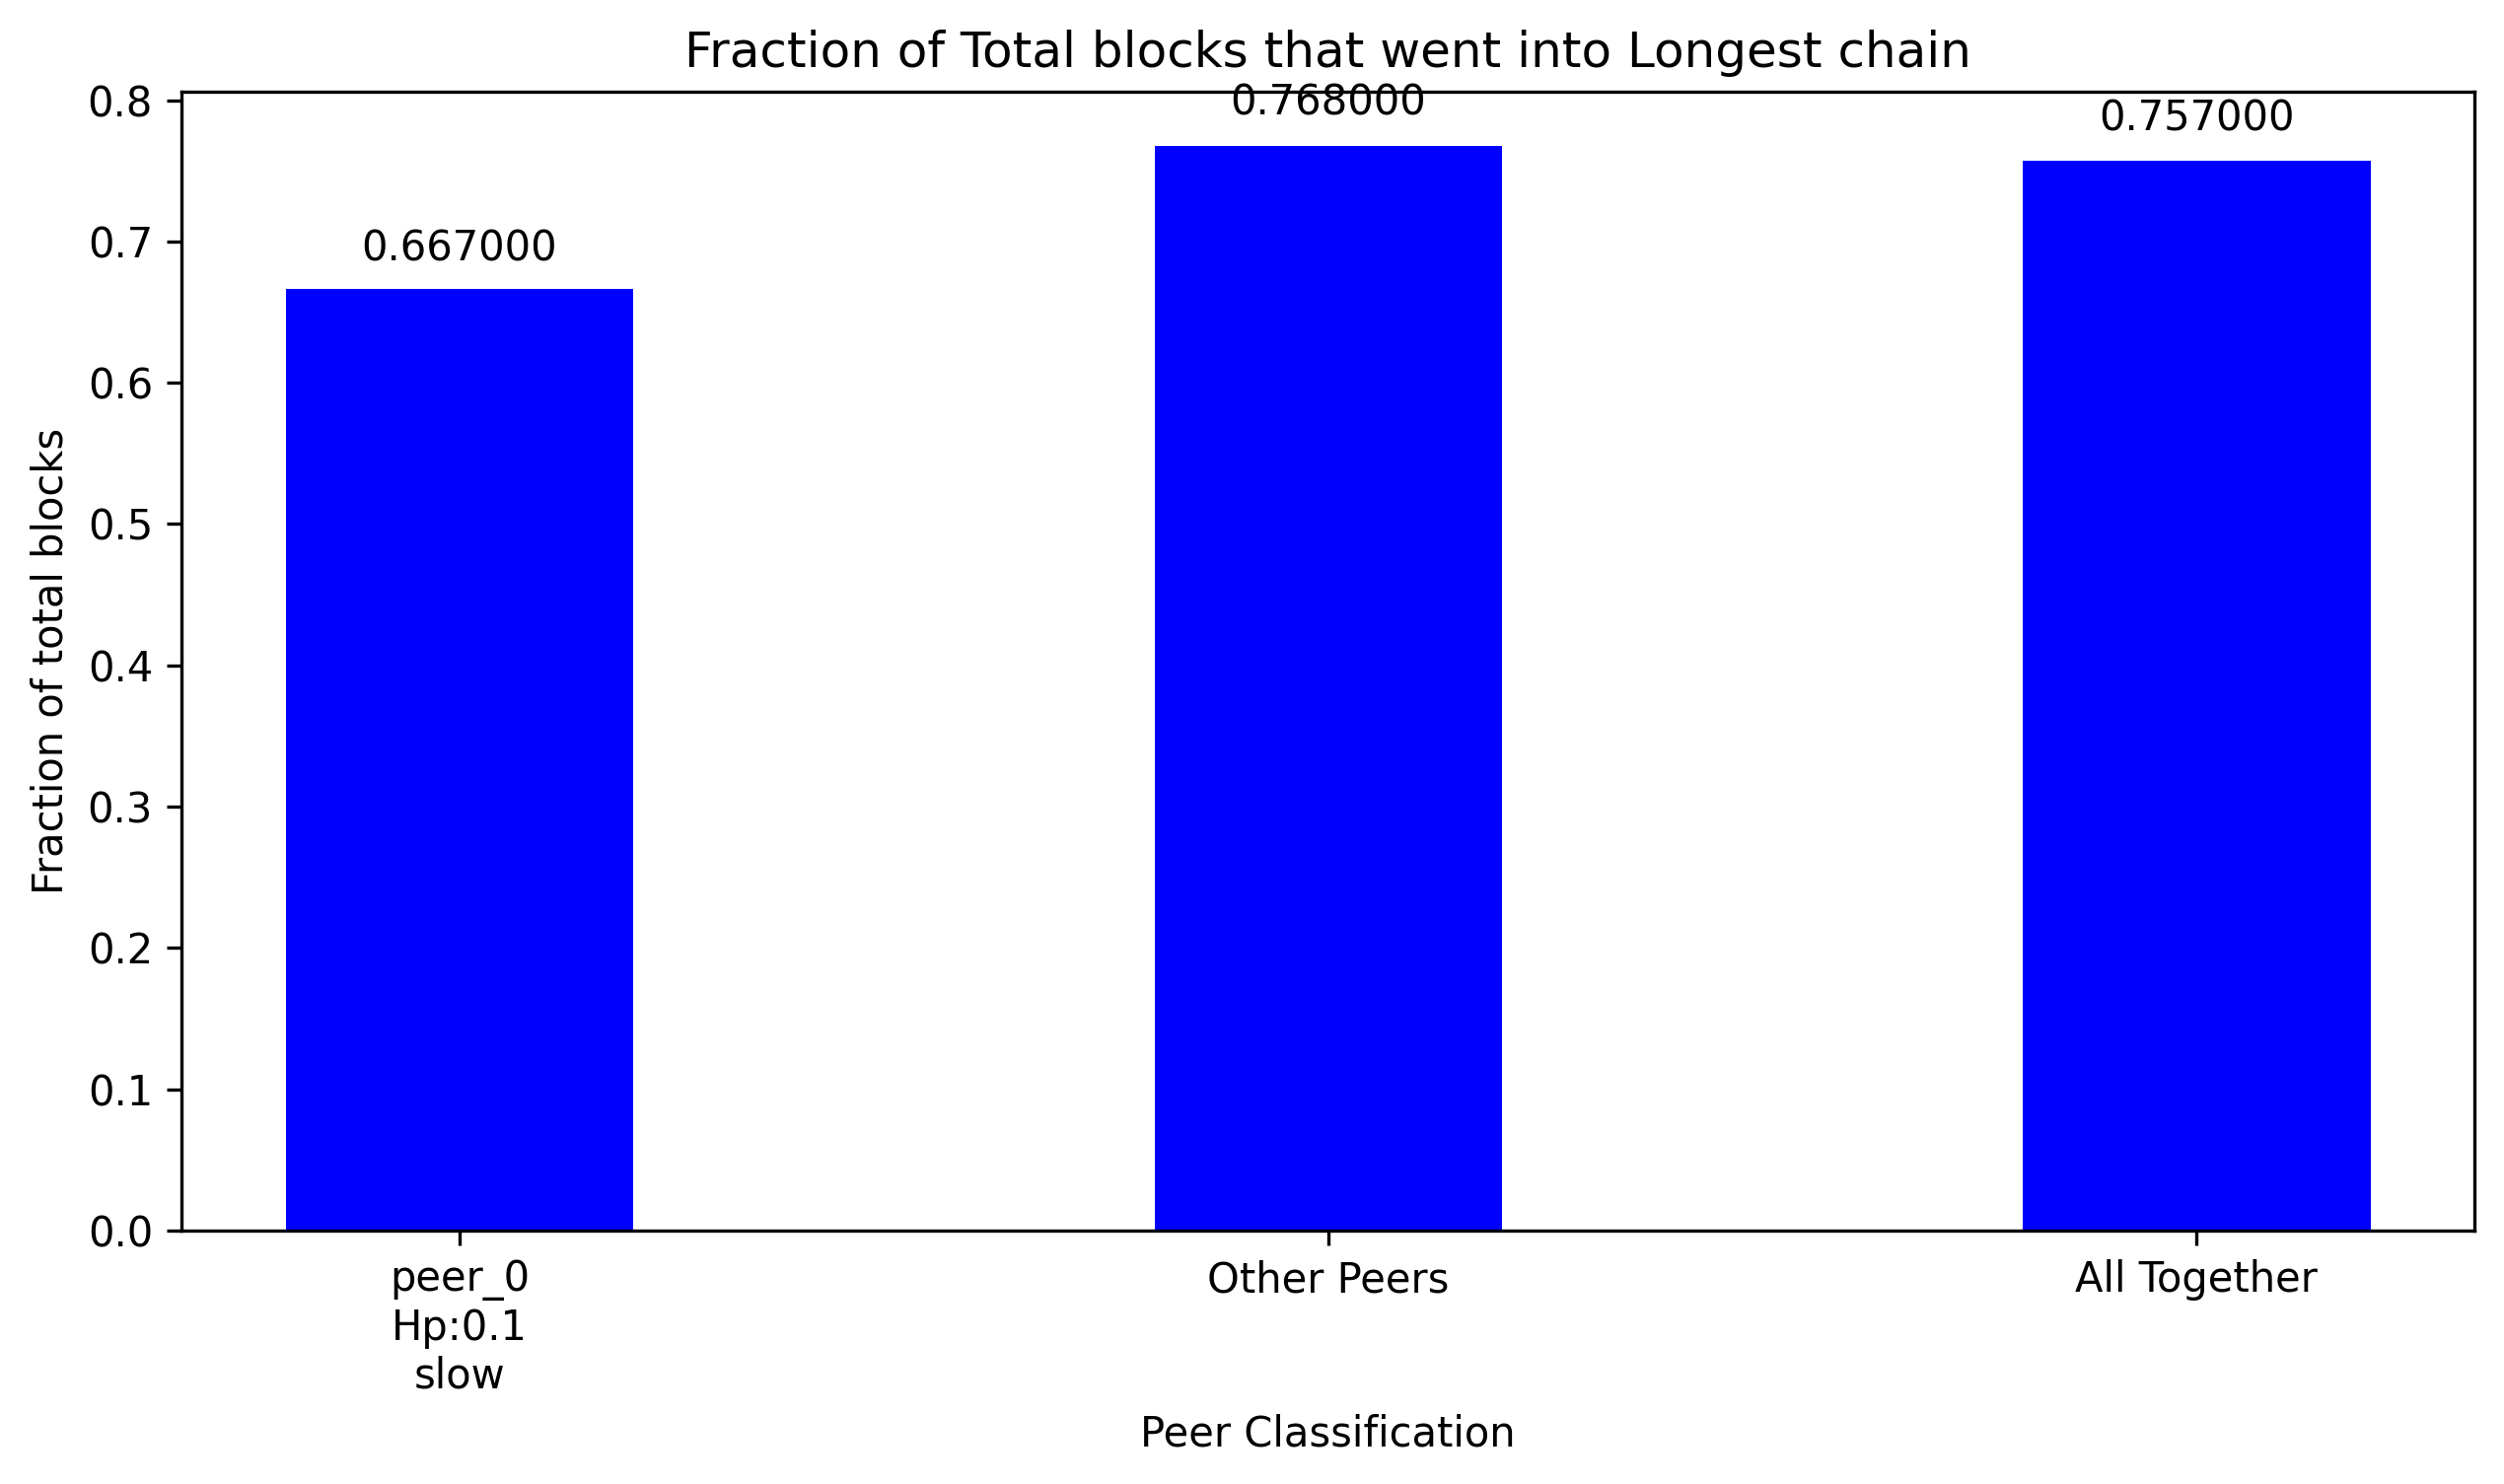 Fraction of Total blocks that went into Longest chain
0.8
0.7
0.6
0.5
0.4
0.3
0.2
0.1
0.0
Fraction of total blocks
0.667000
0.768000
0.757000
peer_0
Hp:0.1
slow
Other Peers
All Together
Peer Classification